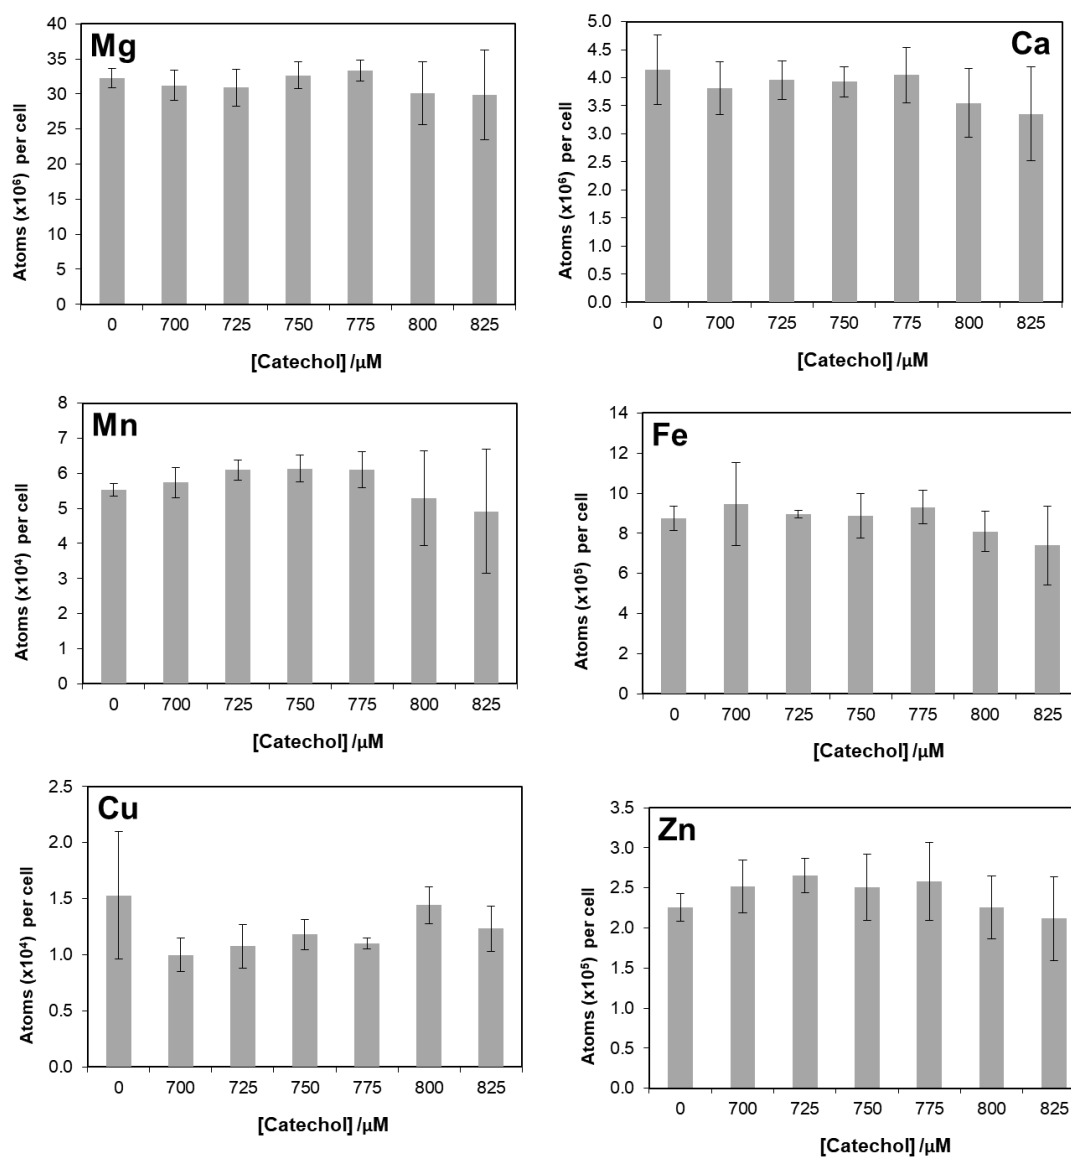 Mg
Atoms (x10⁶) per cell
40
35
30
25
20
15
10
5
0
0 700 725 750 775 800 825
[Catechol] /µM
Ca
Atoms (x10⁶) per cell
5.0
4.5
4.0
3.5
3.0
2.5
2.0
1.5
1.0
0.5
0.0
0 700 725 750 775 800 825
[Catechol] /µM
Mn
Atoms (x10⁴) per cell
8
7
6
5
4
3
2
1
0
0 700 725 750 775 800 825
[Catechol] /µM
Fe
Atoms (x10⁵) per cell
14
12
10
8
6
4
2
0
0 700 725 750 775 800 825
[Catechol] /µM
Cu
Atoms (x10⁴) per cell
2.5
2.0
1.5
1.0
0.5
0.0
0 700 725 750 775 800 825
[Catechol] /µM
Zn
Atoms (x10⁵) per cell
3.5
3.0
2.5
2.0
1.5
1.0
0.5
0.0
0 700 725 750 775 800 825
[Catechol] /µM